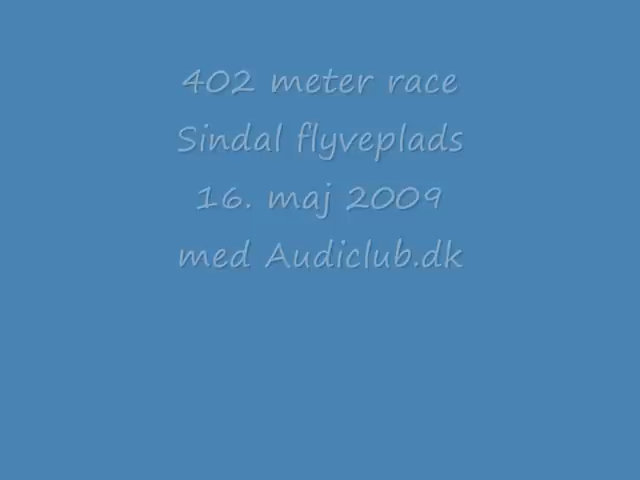 402 meter race
Sindal flyveplads
16. maj 2009
med Audiclub.dk